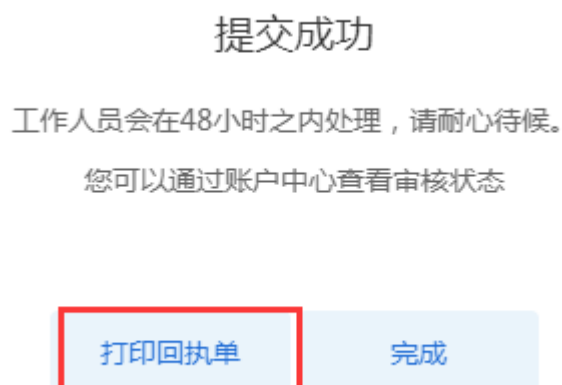 提交成功
工作人员会在48小时之内处理，请耐心待候。
您可以通过账户中心查看审核状态
打印回执单 完成